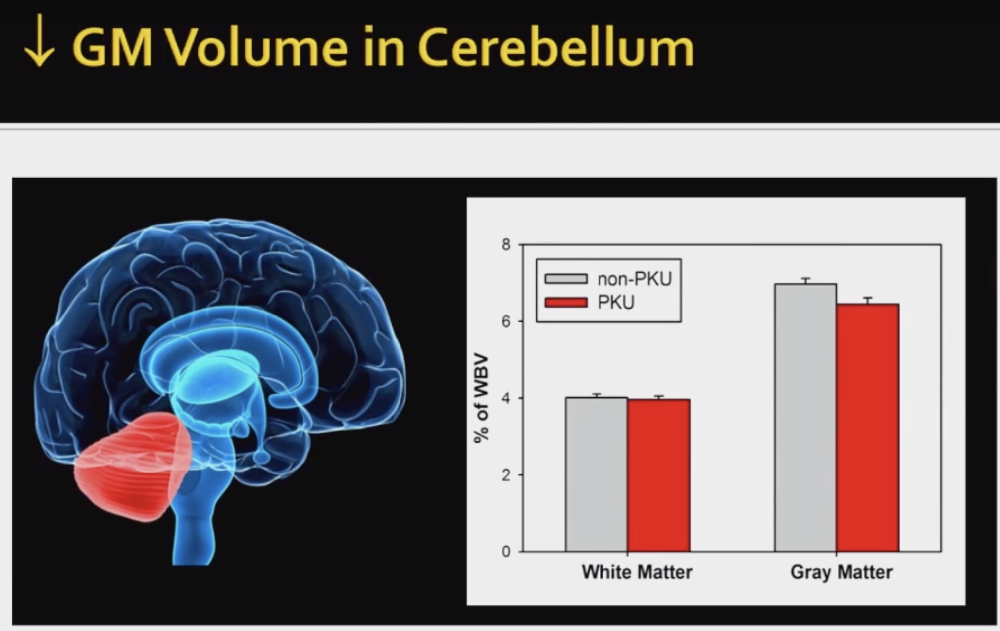 ↓ GM Volume in Cerebellum
8
6
4
2
0
% of WBV
non-PKU
PKU
White Matter
Gray Matter